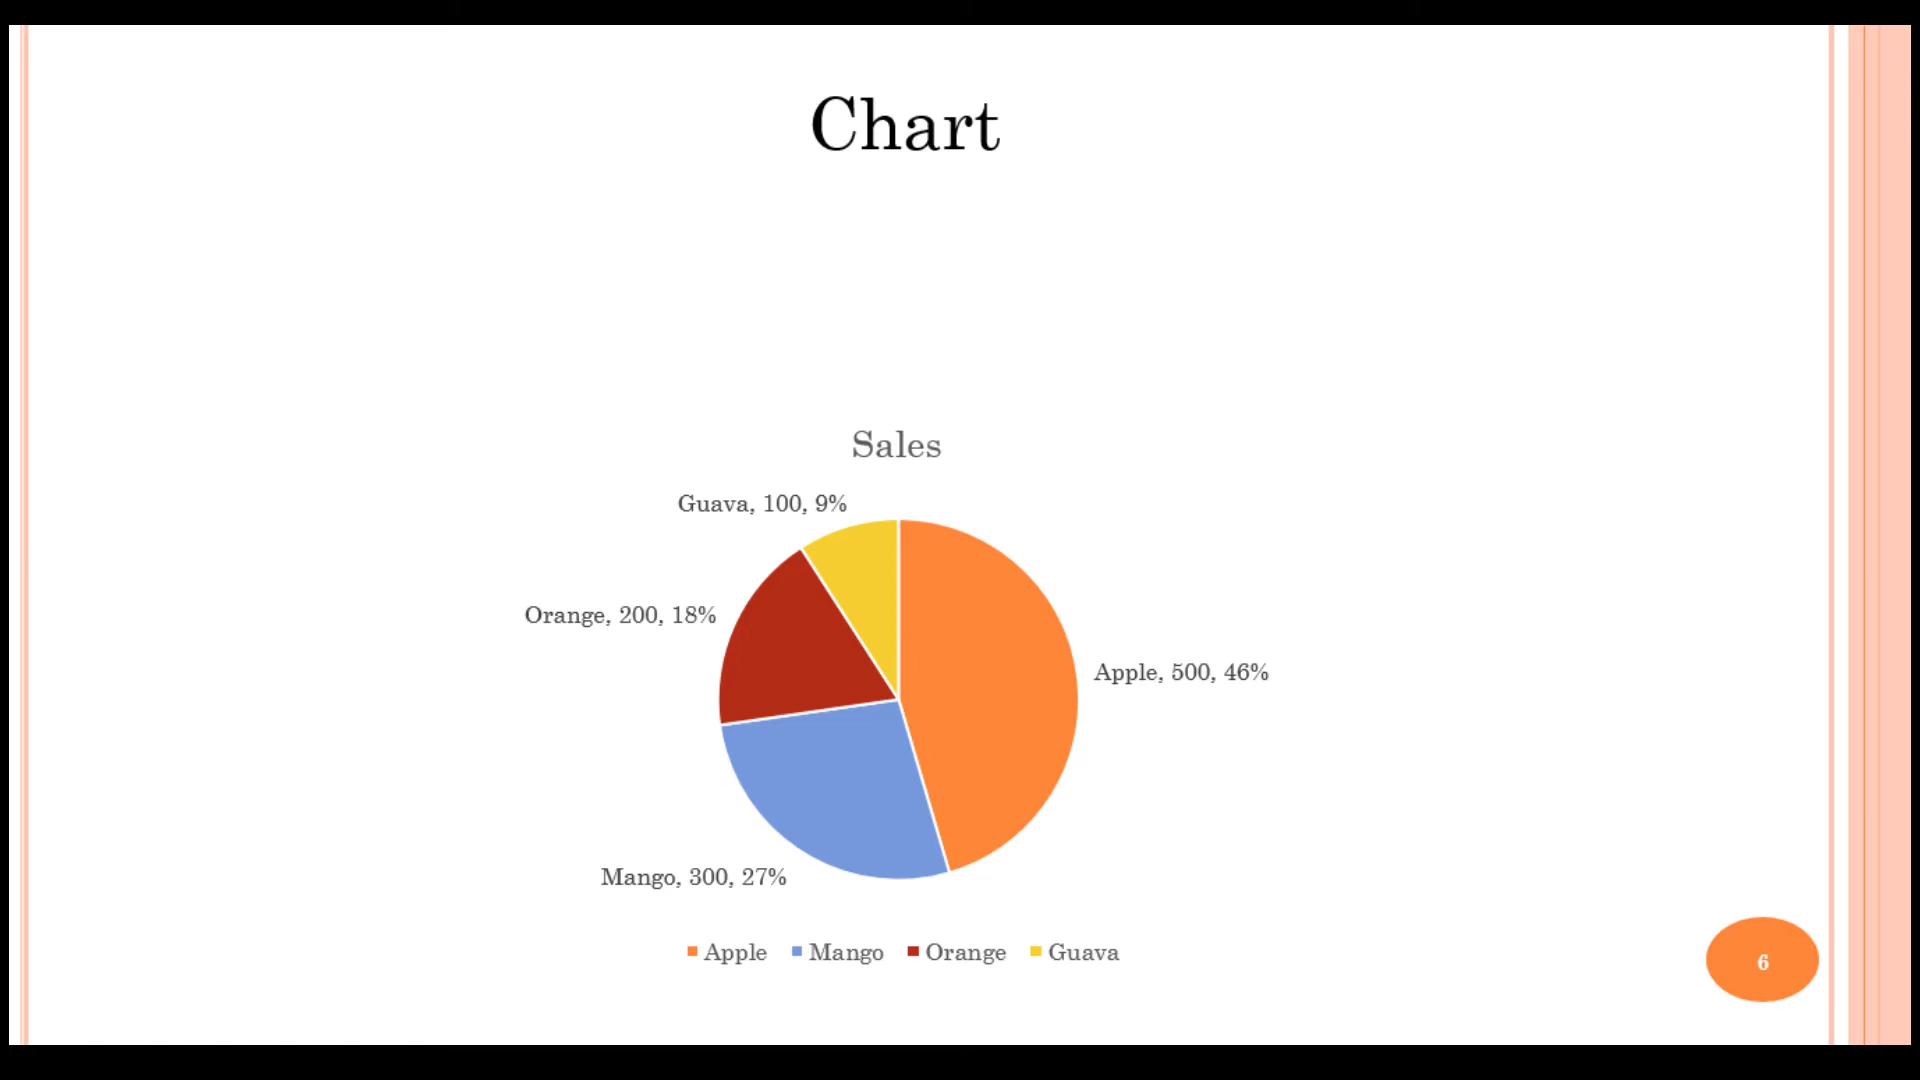 Chart
Sales
Guava, 100, 9%
Orange, 200, 18%
Apple, 500, 46%
Mango, 300, 27%
Apple Mango Orange Guava
6